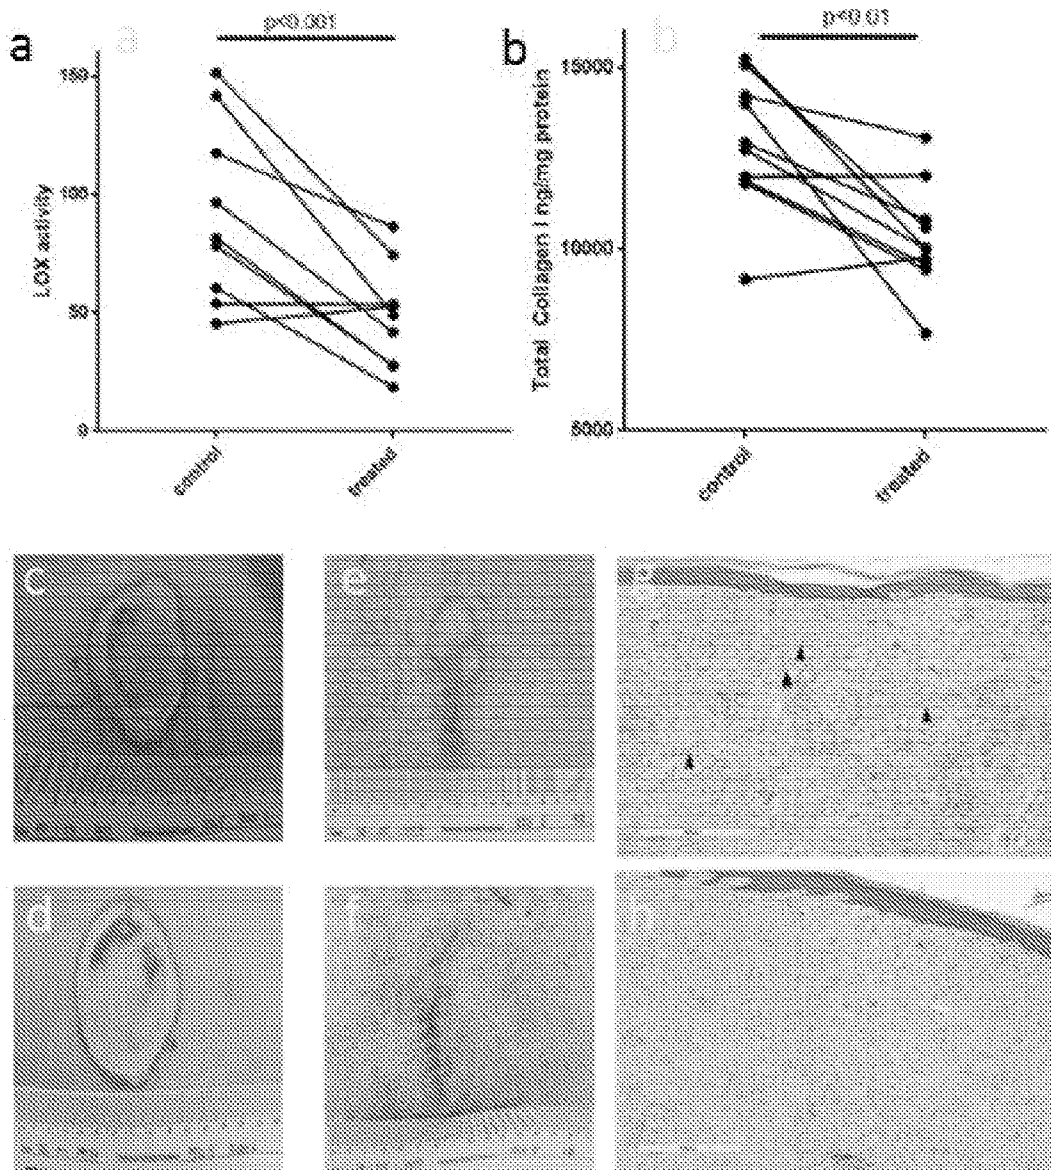 a a p<0.001
150
100
50
0
LOX activity
control
treated
b b p<0.01
15000
10000
5000
Total Collagen I ng/mg protein
control
treated
c
e
g
d
f
h